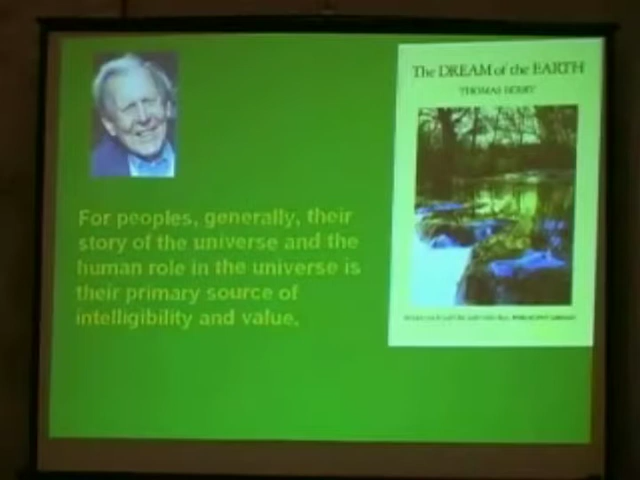 The DREAM of the EARTH
THOMAS BERRY
For peoples, generally, their
story of the universe and the
human role in the universe is
their primary source of
intelligibility and value.